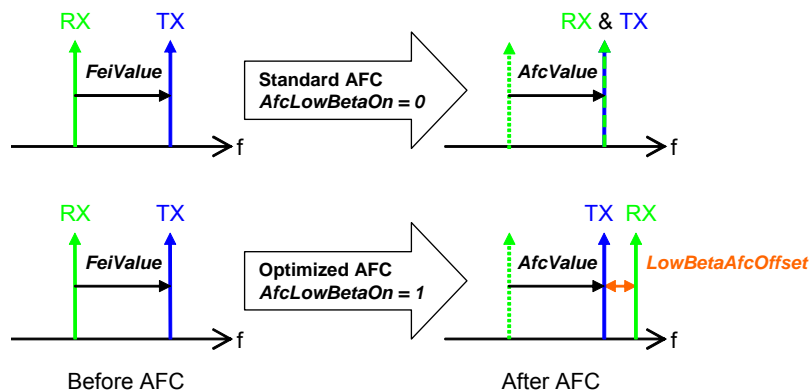 RX TX
FeiValue
f
Standard AFC
AfcLowBetaOn = 0
RX & TX
AfcValue
f
RX TX
FeiValue
f
Optimized AFC
AfcLowBetaOn = 1
TX RX
AfcValue
LowBetaAfcOffset
f
Before AFC
After AFC